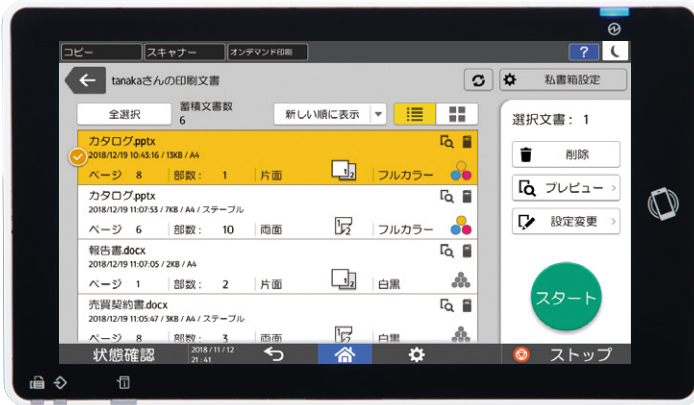 コピー
スキャナー
オンデマンド印刷
?
tanakaさんの印刷文書
私書箱設定
全選択
蓄積文書数
6
新しい順に表示
選択文書: 1
カタログ.pptx
2018/12/19 10:43:16 / 13KB / A4
ページ 8 部数: 1 片面 1 2 フルカラー
カタログ.pptx
2018/12/19 11:07:53 / 7KB / A4 / ステープル
ページ 6 部数: 10 両面 1 2 フルカラー
報告書.docx
2018/12/19 11:07:05 / 2KB / A4
ページ 1 部数: 2 片面 1 2 白黒
売買契約書.docx
2018/12/19 11:05:47 / 3KB / A4 / ステープル
ページ 8 部数: 3 両面 1 2 白黒
削除
プレビュー
設定変更
スタート
状態確認
2018/11/12
21:41
ストップ